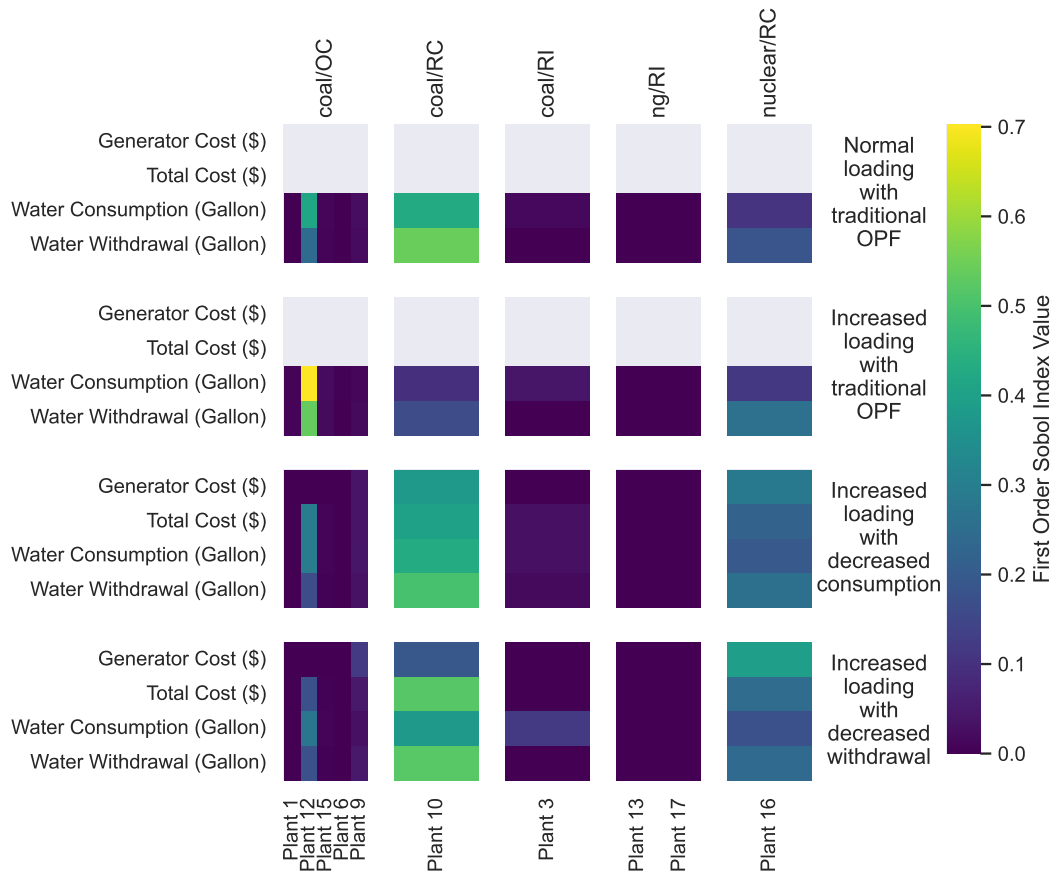 coal/OC
coal/RC
coal/RI
ng/RI
nuclear/RC
Generator Cost ($)
Total Cost ($)
Water Consumption (Gallon)
Water Withdrawal (Gallon)
Normal
loading
with
traditional
OPF
Generator Cost ($)
Total Cost ($)
Water Consumption (Gallon)
Water Withdrawal (Gallon)
Increased
loading
with
traditional
OPF
Generator Cost ($)
Total Cost ($)
Water Consumption (Gallon)
Water Withdrawal (Gallon)
Increased
loading
with
decreased
consumption
Generator Cost ($)
Total Cost ($)
Water Consumption (Gallon)
Water Withdrawal (Gallon)
Increased
loading
with
decreased
withdrawal
Plant 1
Plant 12
Plant 15
Plant 6
Plant 9
Plant 10
Plant 3
Plant 13
Plant 17
Plant 16
0.7
0.6
0.5
0.4
0.3
0.2
0.1
0.0
First Order Sobol Index Value